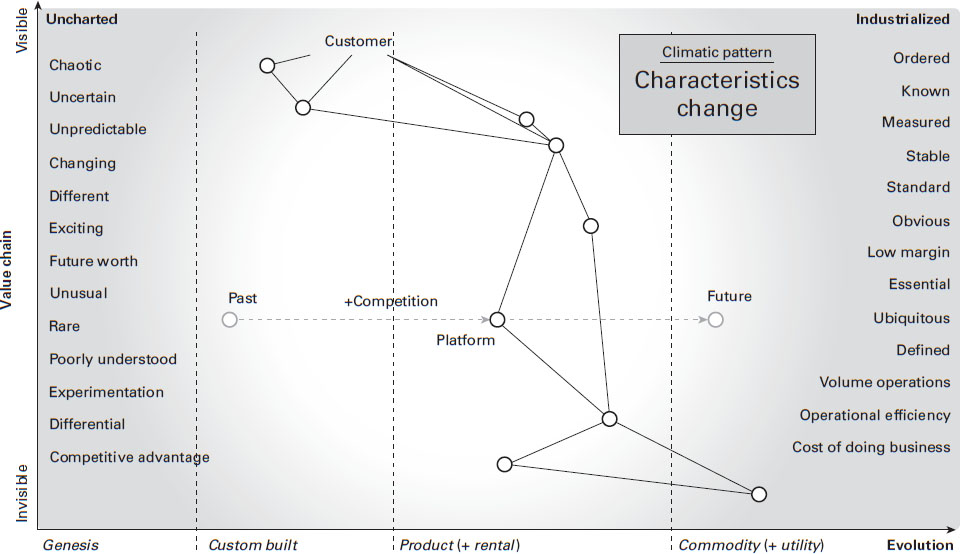 Visible
Uncharted
Industrialized
Customer
Climatic pattern
Characteristics
change
Chaotic
Uncertain
Unpredictable
Changing
Different
Exciting
Future worth
Unusual
Rare
Poorly understood
Experimentation
Differential
Competitive advantage
Ordered
Known
Measured
Stable
Standard
Obvious
Low margin
Essential
Ubiquitous
Defined
Volume operations
Operational efficiency
Cost of doing business
Value chain
Past
+Competition
Future
Platform
Invisible
Genesis
Custom built
Product (+ rental)
Commodity (+ utility)
Evolution